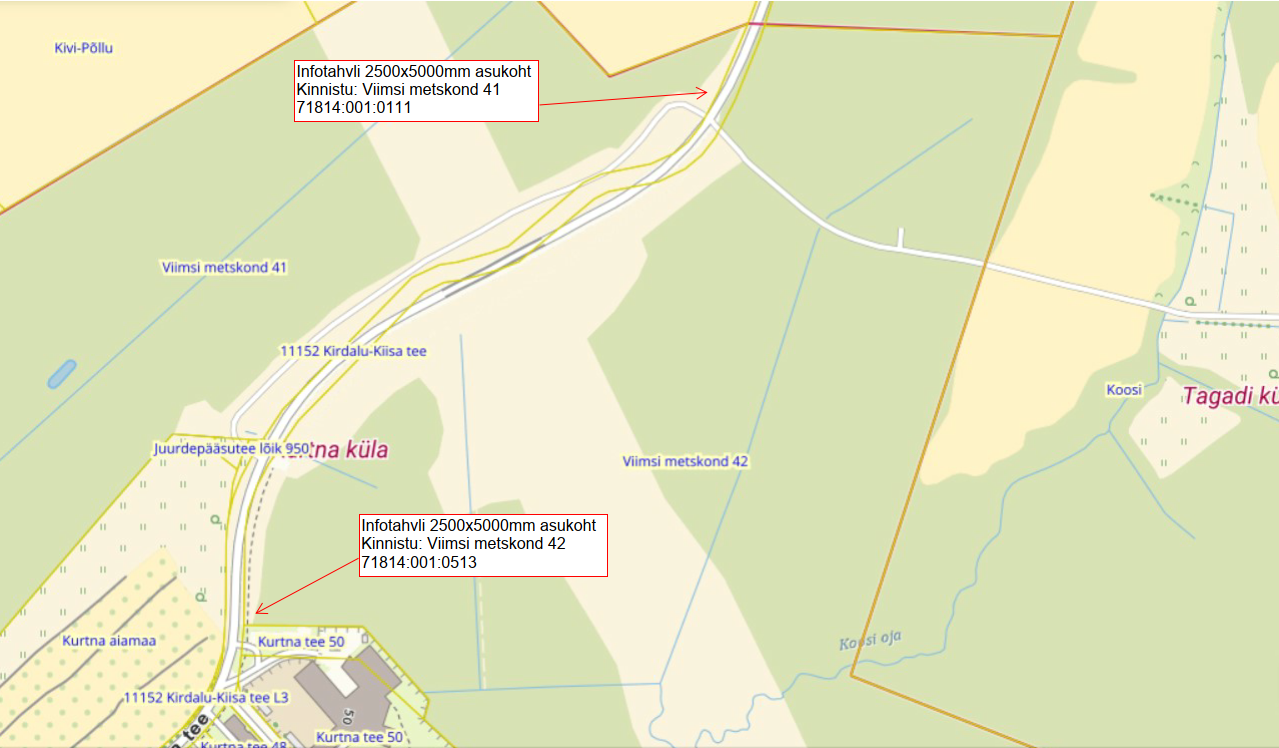 Kivi-Põllu
Infotahvli 2500x5000mm asukoht
Kinnistu: Viimsi metskond 41
71814:001:0111
Viimsi metskond 41
11152 Kirdalu-Kiisa tee
Koosi
Tagadi kü
Juurdepääsutee lõik 950
rtna küla
Viimsi metskond 42
Infotahvli 2500x5000mm asukoht
Kinnistu: Viimsi metskond 42
71814:001:0513
Kurtna aiamaa
Kurtna tee 50
Koosi oja
11152 Kirdalu-Kiisa tee L3
50
tee
Kurtna tee 50
Kurtna tee 48